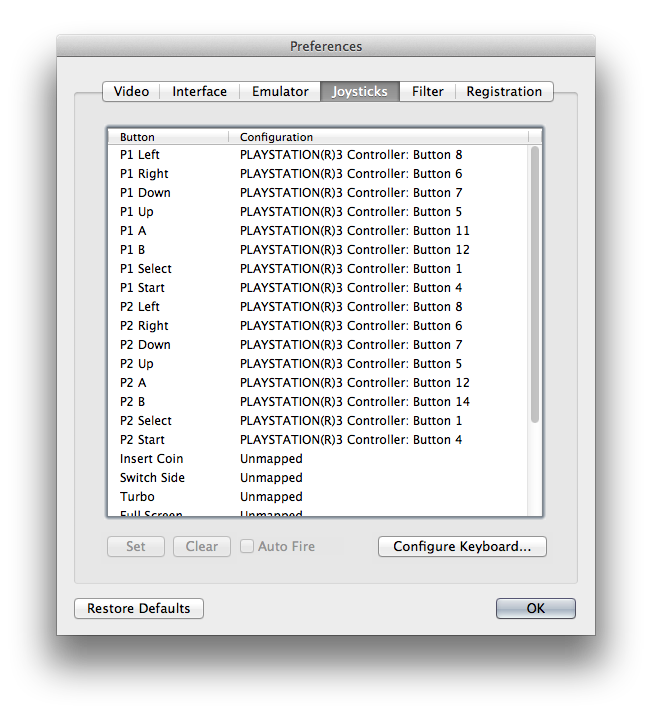 Preferences
Video Interface Emulator Joysticks Filter Registration
Button Configuration
P1 Left PLAYSTATION(R)3 Controller: Button 8
P1 Right PLAYSTATION(R)3 Controller: Button 6
P1 Down PLAYSTATION(R)3 Controller: Button 7
P1 Up PLAYSTATION(R)3 Controller: Button 5
P1 A PLAYSTATION(R)3 Controller: Button 11
P1 B PLAYSTATION(R)3 Controller: Button 12
P1 Select PLAYSTATION(R)3 Controller: Button 1
P1 Start PLAYSTATION(R)3 Controller: Button 4
P2 Left PLAYSTATION(R)3 Controller: Button 8
P2 Right PLAYSTATION(R)3 Controller: Button 6
P2 Down PLAYSTATION(R)3 Controller: Button 7
P2 Up PLAYSTATION(R)3 Controller: Button 5
P2 A PLAYSTATION(R)3 Controller: Button 12
P2 B PLAYSTATION(R)3 Controller: Button 14
P2 Select PLAYSTATION(R)3 Controller: Button 1
P2 Start PLAYSTATION(R)3 Controller: Button 4
Insert Coin Unmapped
Switch Side Unmapped
Turbo Unmapped
Full Screen Unmapped
Set Clear Auto Fire Configure Keyboard...
Restore Defaults OK